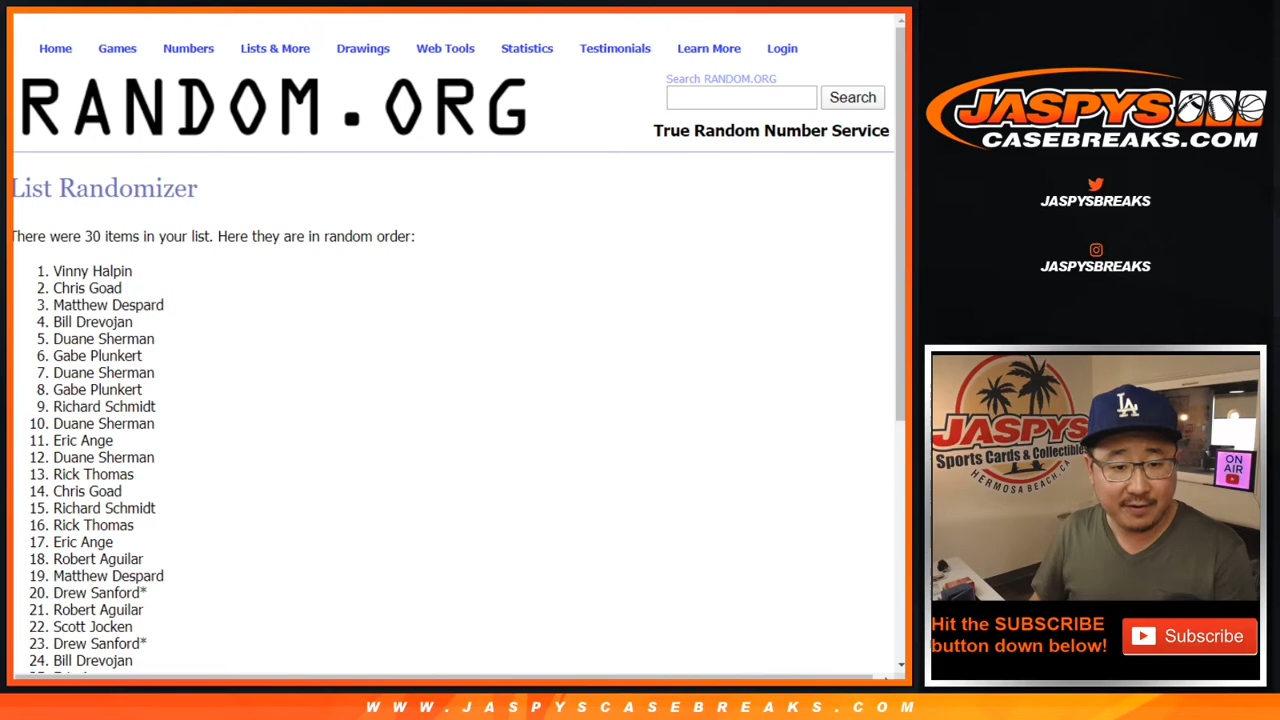 Home Games Numbers Lists & More Drawings Web Tools Statistics Testimonials Learn More Login
RANDOM.ORG
Search RANDOM.ORG
Search
True Random Number Service
List Randomizer
There were 30 items in your list. Here they are in random order:
1. Vinny Halpin
2. Chris Goad
3. Matthew Despard
4. Bill Drevojan
5. Duane Sherman
6. Gabe Plunkert
7. Duane Sherman
8. Gabe Plunkert
9. Richard Schmidt
10. Duane Sherman
11. Eric Ange
12. Duane Sherman
13. Rick Thomas
14. Chris Goad
15. Richard Schmidt
16. Rick Thomas
17. Eric Ange
18. Robert Aguilar
19. Matthew Despard
20. Drew Sanford*
21. Robert Aguilar
22. Scott Jocken
23. Drew Sanford*
24. Bill Drevojan
JASPYS
CASEBREAKS.COM
JASPYSBREAKS
JASPYSBREAKS
JASPYS
Sports Cards & Collectibles
HERMOSA BEACH, CA
LA
ON
AIR
Hit the SUBSCRIBE
button down below!
Subscribe
WWW.JASPYSCASEBREAKS.COM